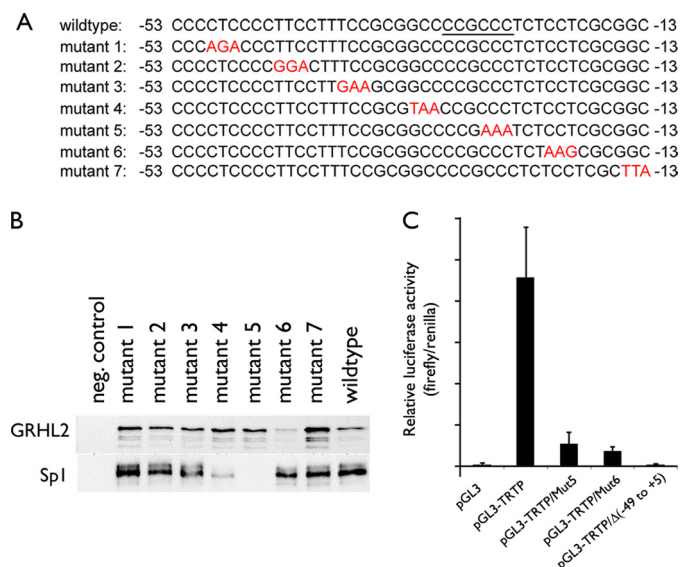 A
wildtype: -53 CCCCTCCCCTTCCTTTCCGCGGCCCCGCCCTCTCCTCGCGGC -13
mutant 1: -53 CCCAGACCCTTCCTTTCCGCGGCCCCGCCCTCTCCTCGCGGC -13
mutant 2: -53 CCCCTCCCCGGACTTTCCGCGGCCCCGCCCTCTCCTCGCGGC -13
mutant 3: -53 CCCCTCCCCTTCCTTGAAGCGGCCCCGCCCTCTCCTCGCGGC -13
mutant 4: -53 CCCCTCCCCTTCCTTTCCGCGTAACCGCCCTCTCCTCGCGGC -13
mutant 5: -53 CCCCTCCCCTTCCTTTCCGCGGCCCCGAAATCTCCTCGCGGC -13
mutant 6: -53 CCCCTCCCCTTCCTTTCCGCGGCCCCGCCCTCTAAGCGCGGC -13
mutant 7: -53 CCCCTCCCCTTCCTTTCCGCGGCCCCGCCCTCTCCTCGCTTA -13
B
neg. control
mutant 1
mutant 2
mutant 3
mutant 4
mutant 5
mutant 6
mutant 7
wildtype
GRHL2
Sp1
C
Relative luciferase activity
(firefly/renilla)
pGL3
pGL3-TRTP
pGL3-TRTP/Mut5
pGL3-TRTP/Mut6
pGL3-TRTP/Δ(-49 to +5)